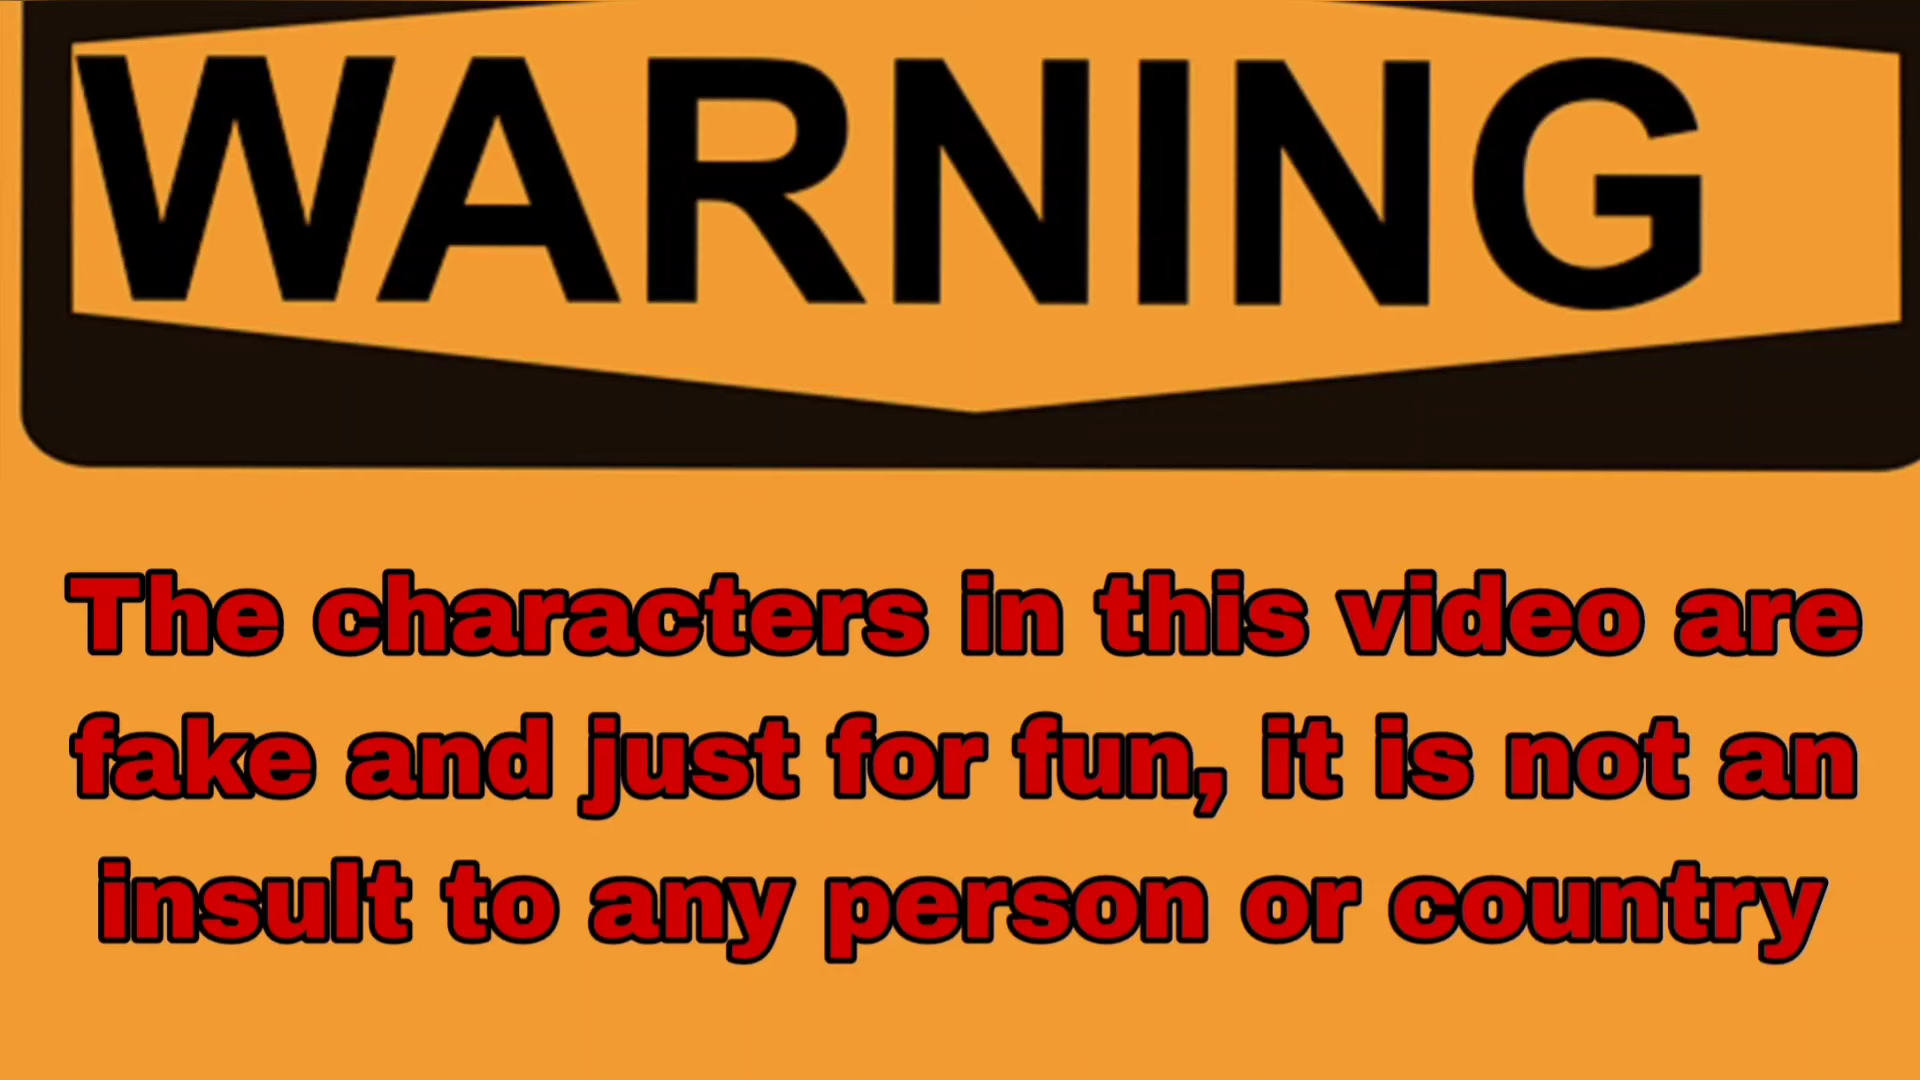 WARNING
The characters in this video are
fake and just for fun, it is not an
insult to any person or country